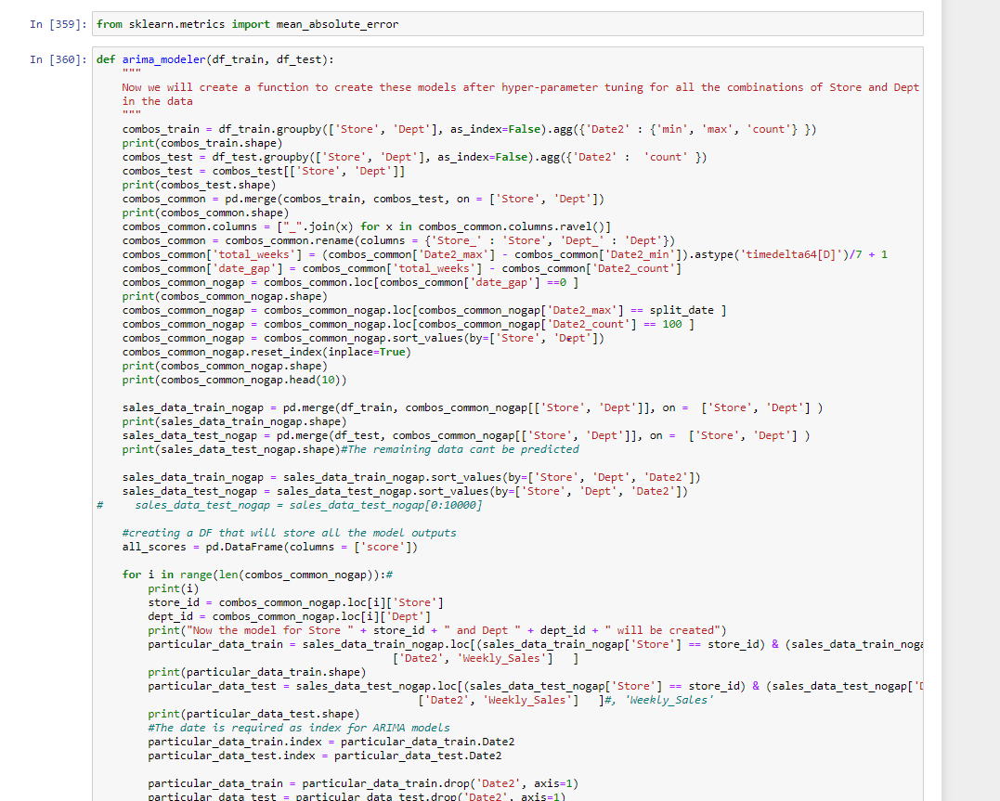 In [359]: from sklearn.metrics import mean_absolute_error
In [360]: def arima_modeler(df_train, df_test):
"""
Now we will create a function to create these models after hyper-parameter tuning for all the combinations of Store and Dept
in the data
"""
combos_train = df_train.groupby(['Store', 'Dept'], as_index=False).agg({'Date2' : {'min', 'max', 'count'} })
print(combos_train.shape)
combos_test = df_test.groupby(['Store', 'Dept'], as_index=False).agg({'Date2' :  'count' })
combos_test = combos_test[['Store', 'Dept']]
print(combos_test.shape)
combos_common = pd.merge(combos_train, combos_test, on = ['Store', 'Dept'])
print(combos_common.shape)
combos_common.columns = ["_".join(x) for x in combos_common.columns.ravel()]
combos_common = combos_common.rename(columns = {'Store_' : 'Store', 'Dept_' : 'Dept'})
combos_common['total_weeks'] = (combos_common['Date2_max'] - combos_common['Date2_min']).astype('timedelta64[D]')/7 + 1
combos_common['date_gap'] = combos_common['total_weeks'] - combos_common['Date2_count']
combos_common_nogap = combos_common.loc[combos_common['date_gap'] ==0 ]
print(combos_common_nogap.shape)
combos_common_nogap = combos_common_nogap.loc[combos_common_nogap['Date2_max'] == split_date ]
combos_common_nogap = combos_common_nogap.loc[combos_common_nogap['Date2_count'] == 100 ]
combos_common_nogap = combos_common_nogap.sort_values(by=['Store', 'Dept'])
combos_common_nogap.reset_index(inplace=True)
print(combos_common_nogap.shape)
print(combos_common_nogap.head(10))
sales_data_train_nogap = pd.merge(df_train, combos_common_nogap[['Store', 'Dept']], on =  ['Store', 'Dept'] )
print(sales_data_train_nogap.shape)
sales_data_test_nogap = pd.merge(df_test, combos_common_nogap[['Store', 'Dept']], on =  ['Store', 'Dept'] )
print(sales_data_test_nogap.shape)#The remaining data cant be predicted
sales_data_train_nogap = sales_data_train_nogap.sort_values(by=['Store', 'Dept', 'Date2'])
sales_data_test_nogap = sales_data_test_nogap.sort_values(by=['Store', 'Dept', 'Date2'])
#     sales_data_test_nogap = sales_data_test_nogap[0:10000]
#creating a DF that will store all the model outputs
all_scores = pd.DataFrame(columns = ['score'])
for i in range(len(combos_common_nogap)):#
print(i)
store_id = combos_common_nogap.loc[i]['Store']
dept_id = combos_common_nogap.loc[i]['Dept']
print("Now the model for Store " + store_id + " and Dept " + dept_id + " will be created")
particular_data_train = sales_data_train_nogap.loc[(sales_data_train_nogap['Store'] == store_id) & (sales_data_train_noga
['Date2', 'Weekly_Sales']   ]
print(particular_data_train.shape)
particular_data_test = sales_data_test_nogap.loc[(sales_data_test_nogap['Store'] == store_id) & (sales_data_test_nogap['D
['Date2', 'Weekly_Sales']   ]#, 'Weekly_Sales'
print(particular_data_test.shape)
#The date is required as index for ARIMA models
particular_data_train.index = particular_data_train.Date2
particular_data_test.index = particular_data_test.Date2
particular_data_train = particular_data_train.drop('Date2', axis=1)
particular_data_test = particular_data_test.drop('Date2', axis=1)